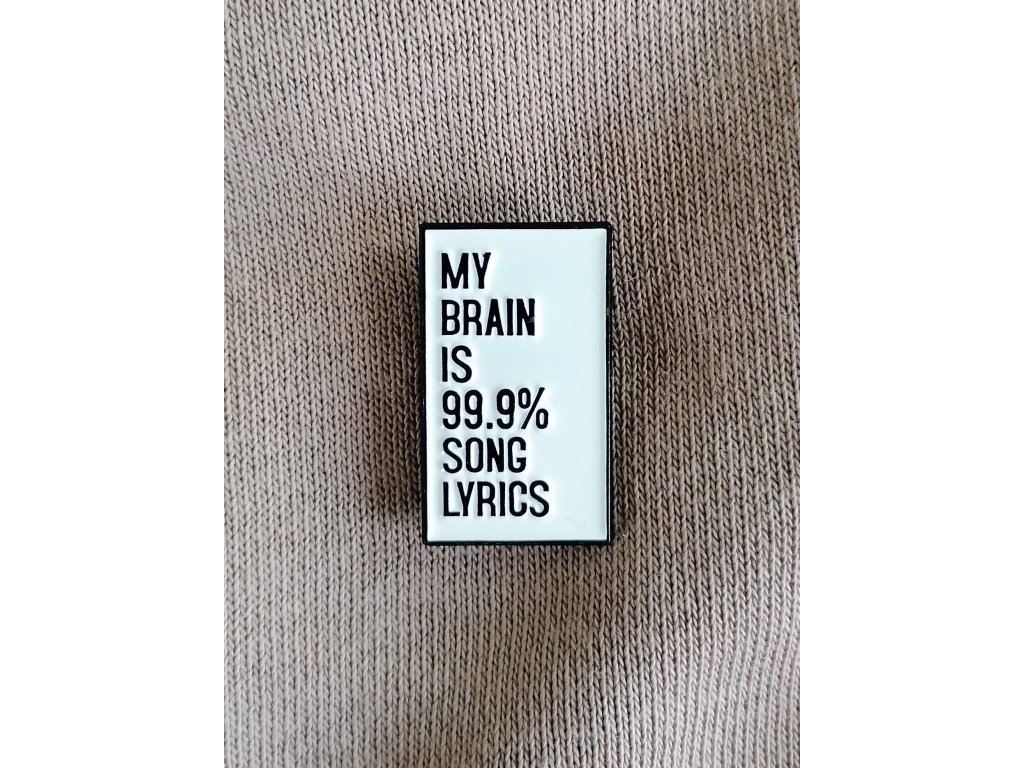 MY
BRAIN
IS
99.9%
SONG
LYRICS